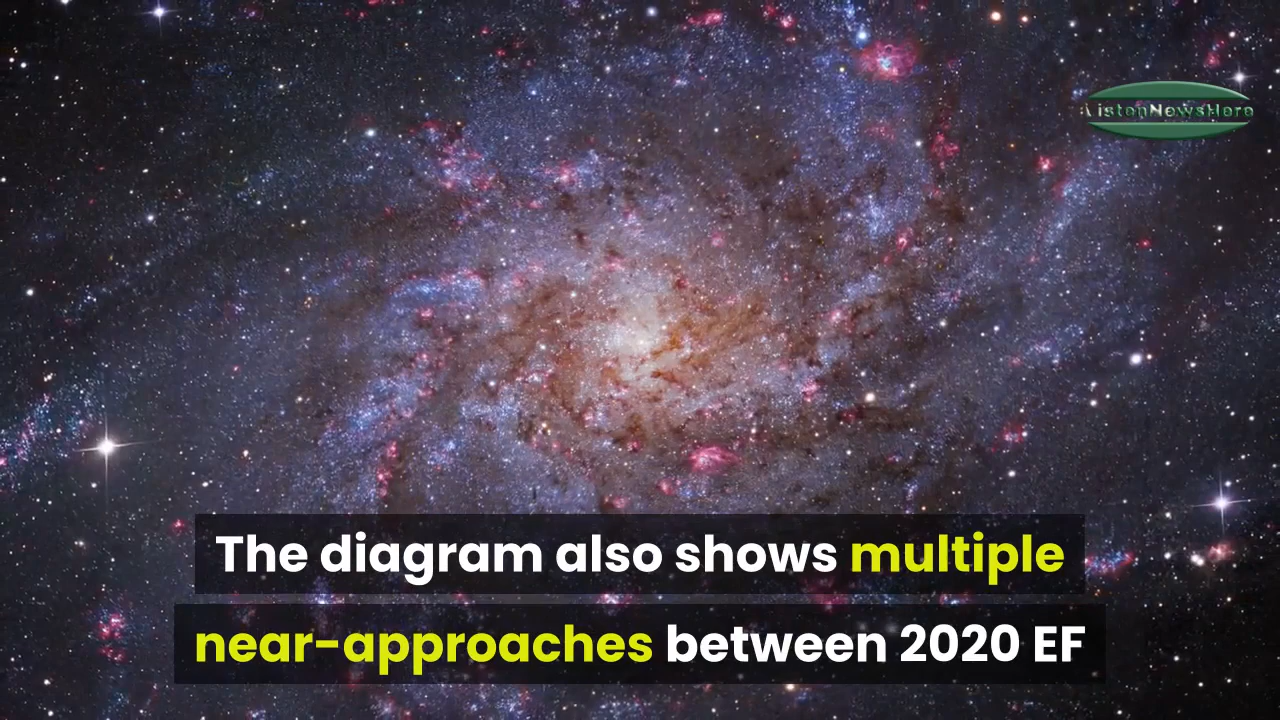 ListenNewsHere
The diagram also shows multiple
near-approaches between 2020 EF